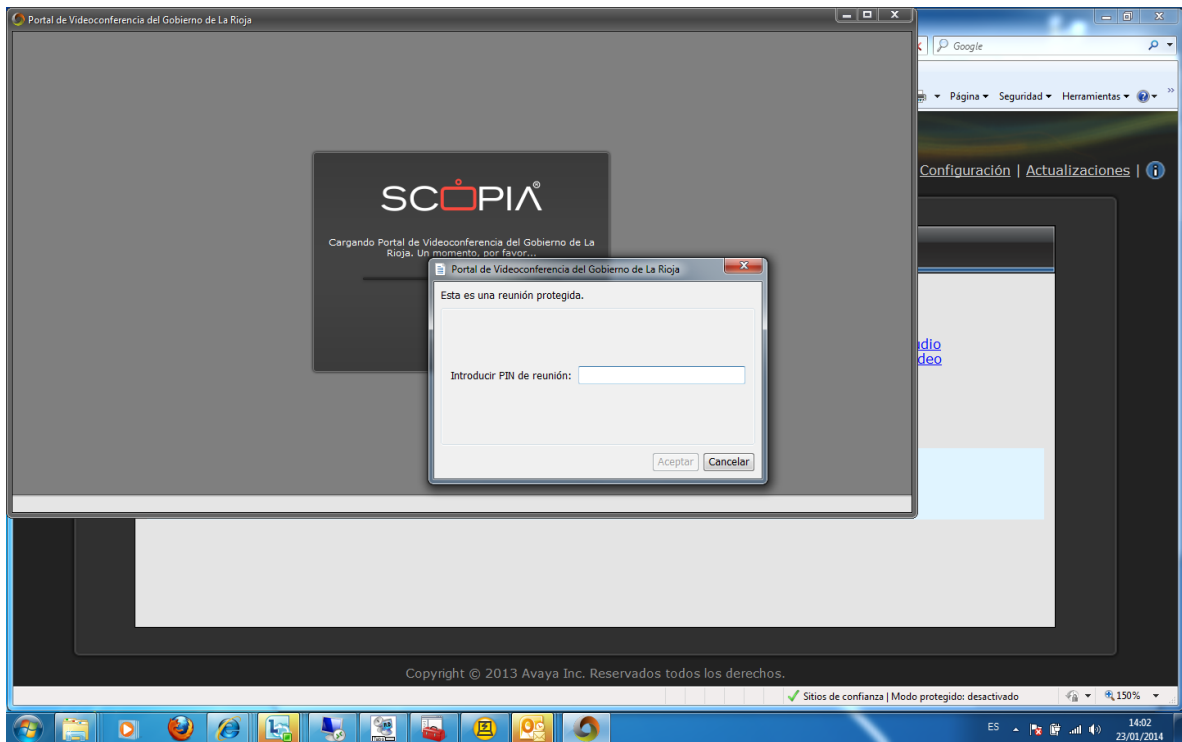 Portal de Videoconferencia del Gobierno de La Rioja
Google
Página
Seguridad
Herramientas
Configuración | Actualizaciones |
SCOPIA®
Cargando Portal de Videoconferencia del Gobierno de La
Rioja. Un momento, por favor...
Portal de Videoconferencia del Gobierno de La Rioja
Esta es una reunión protegida.
Introducir PIN de reunión:
Aceptar
Cancelar
Copyright © 2013 Avaya Inc. Reservados todos los derechos.
Sitios de confianza | Modo protegido: desactivado
150%
ES
14:02
23/01/2014